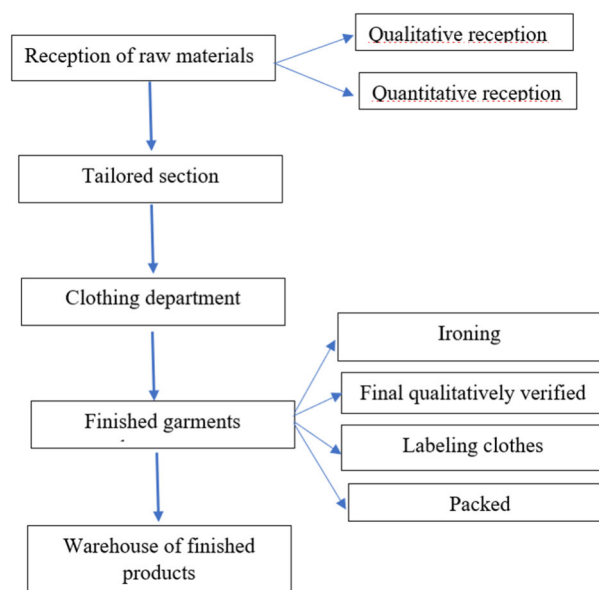 Reception of raw materials
Qualitative reception
Quantitative reception
Tailored section
Clothing department
Finished garments
Ironing
Final qualitatively verified
Labeling clothes
Packed
Warehouse of finished
products